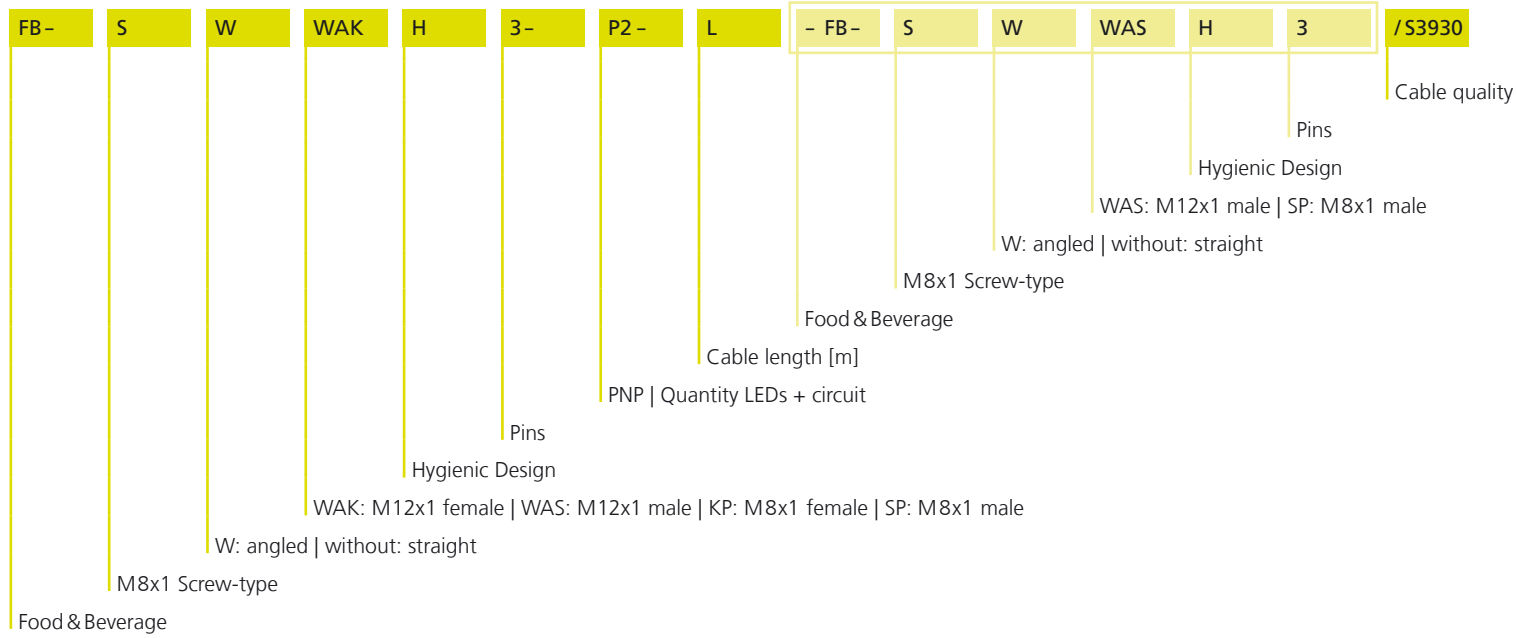 FB– S W WAK H 3– P2– L – FB– S W WAS H 3 / S3930
Cable quality
Pins
Hygienic Design
WAS: M12x1 male | SP: M8x1 male
W: angled | without: straight
M8x1 Screw-type
Food & Beverage
Cable length [m]
PNP | Quantity LEDs + circuit
Pins
Hygienic Design
WAK: M12x1 female | WAS: M12x1 male | KP: M8x1 female | SP: M8x1 male
W: angled | without: straight
M8x1 Screw-type
Food & Beverage